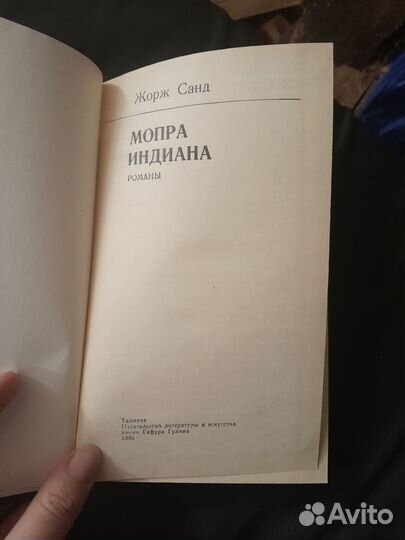 Жорж Санд
МОПРА
ИНДИАНА
РОМАНЫ
Ташкент
Издательство литературы и искусства
имени Гафура Гуляма
1986
Avito